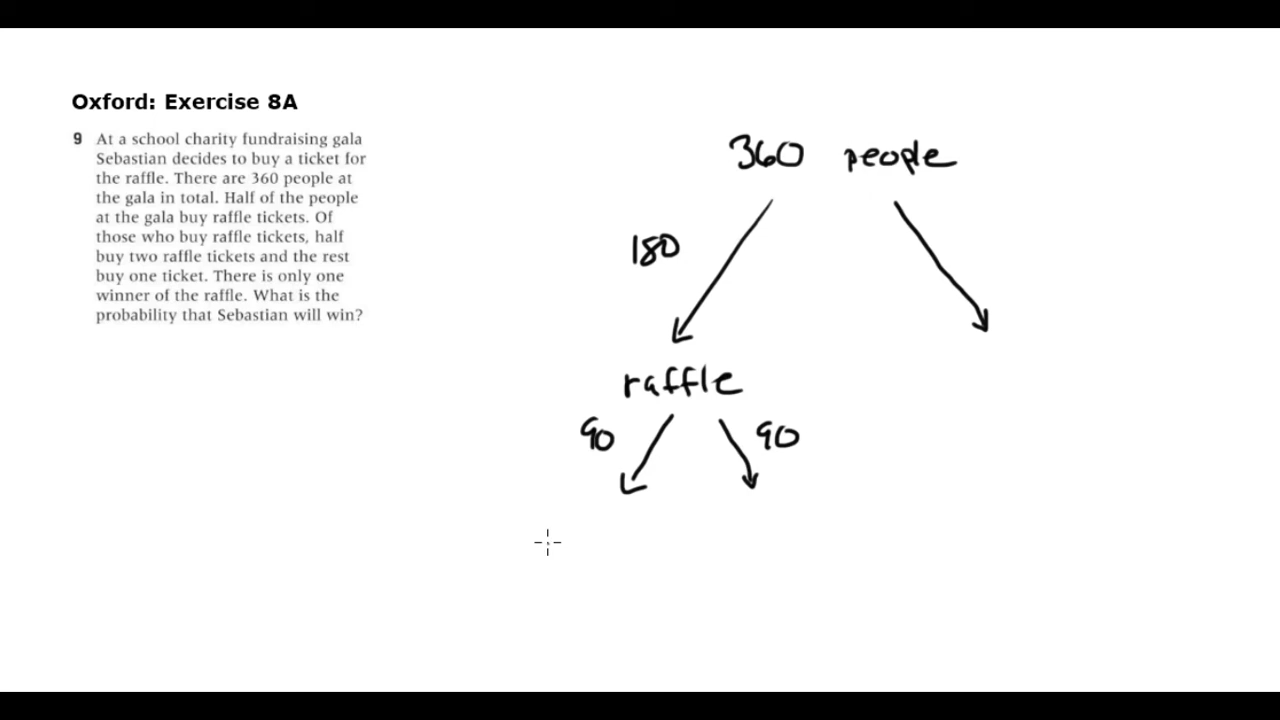 Oxford: Exercise 8A
9 At a school charity fundraising gala
Sebastian decides to buy a ticket for
the raffle. There are 360 people at
the gala in total. Half of the people
at the gala buy raffle tickets. Of
those who buy raffle tickets, half
buy two raffle tickets and the rest
buy one ticket. There is only one
winner of the raffle. What is the
probability that Sebastian will win?
360 people
180
raffle
90 90